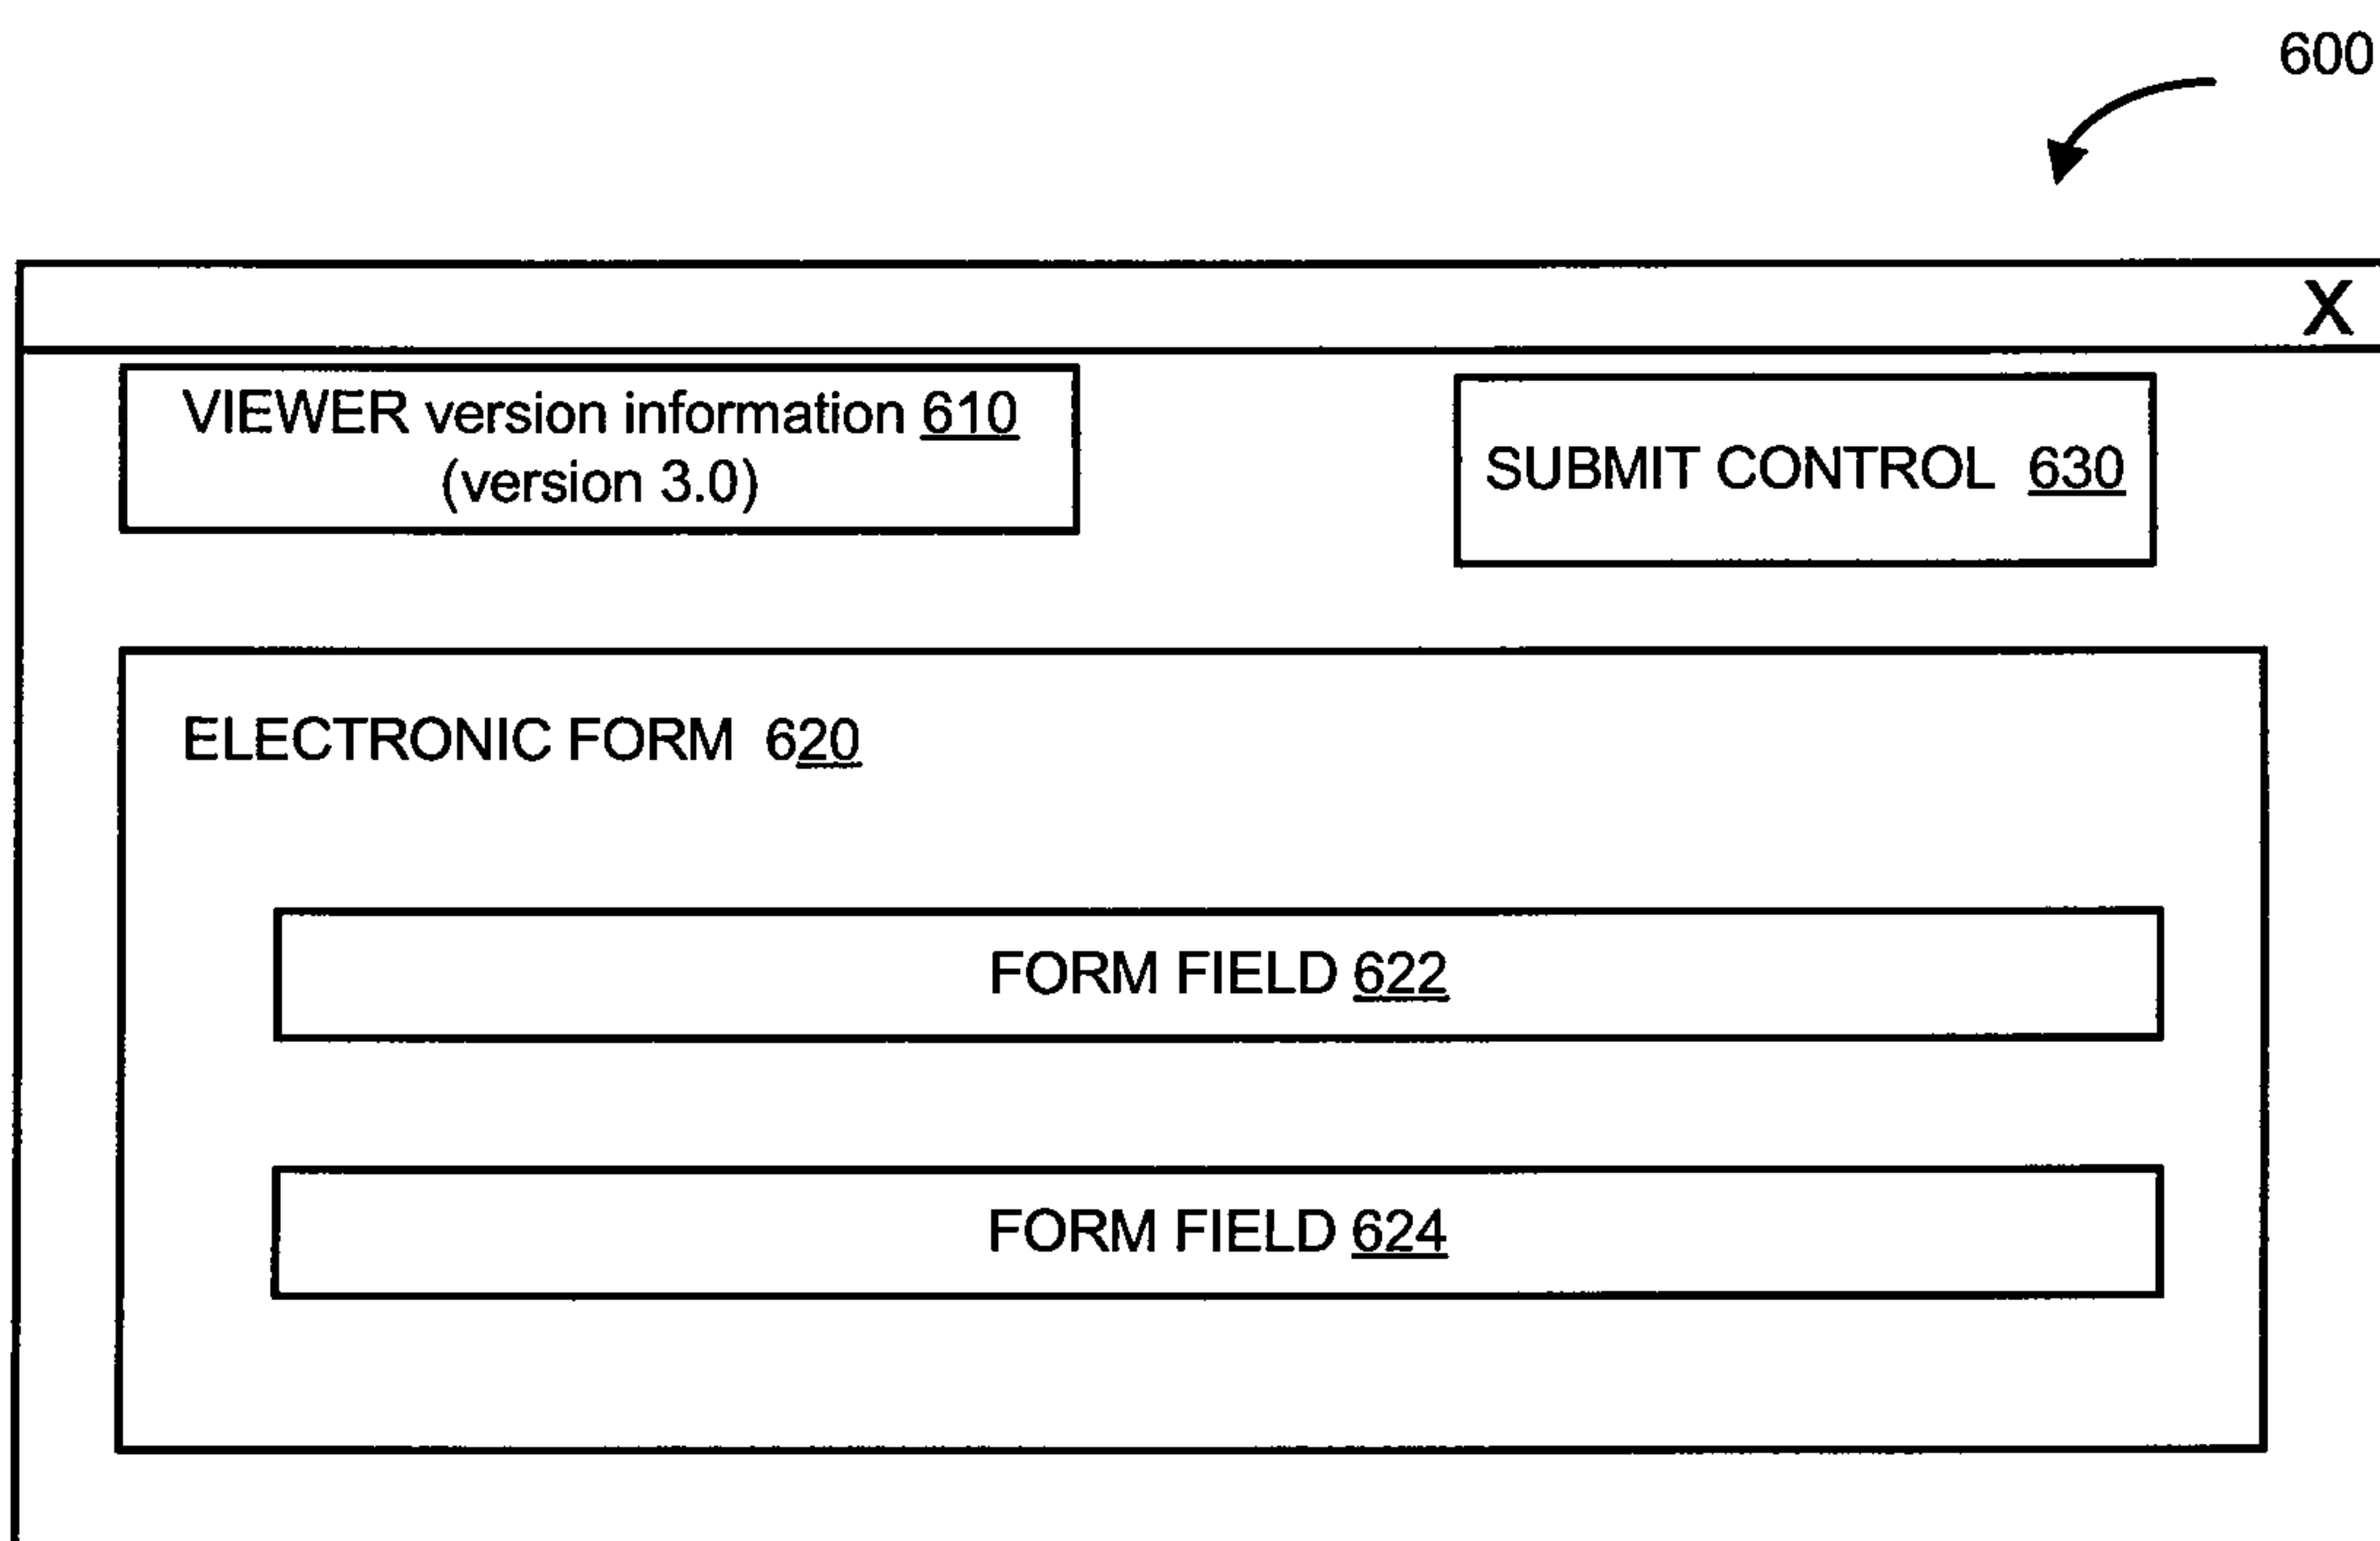 600
X
VIEWER version information 610
(version 3.0)
SUBMIT CONTROL 630
ELECTRONIC FORM 620
FORM FIELD 622
FORM FIELD 624